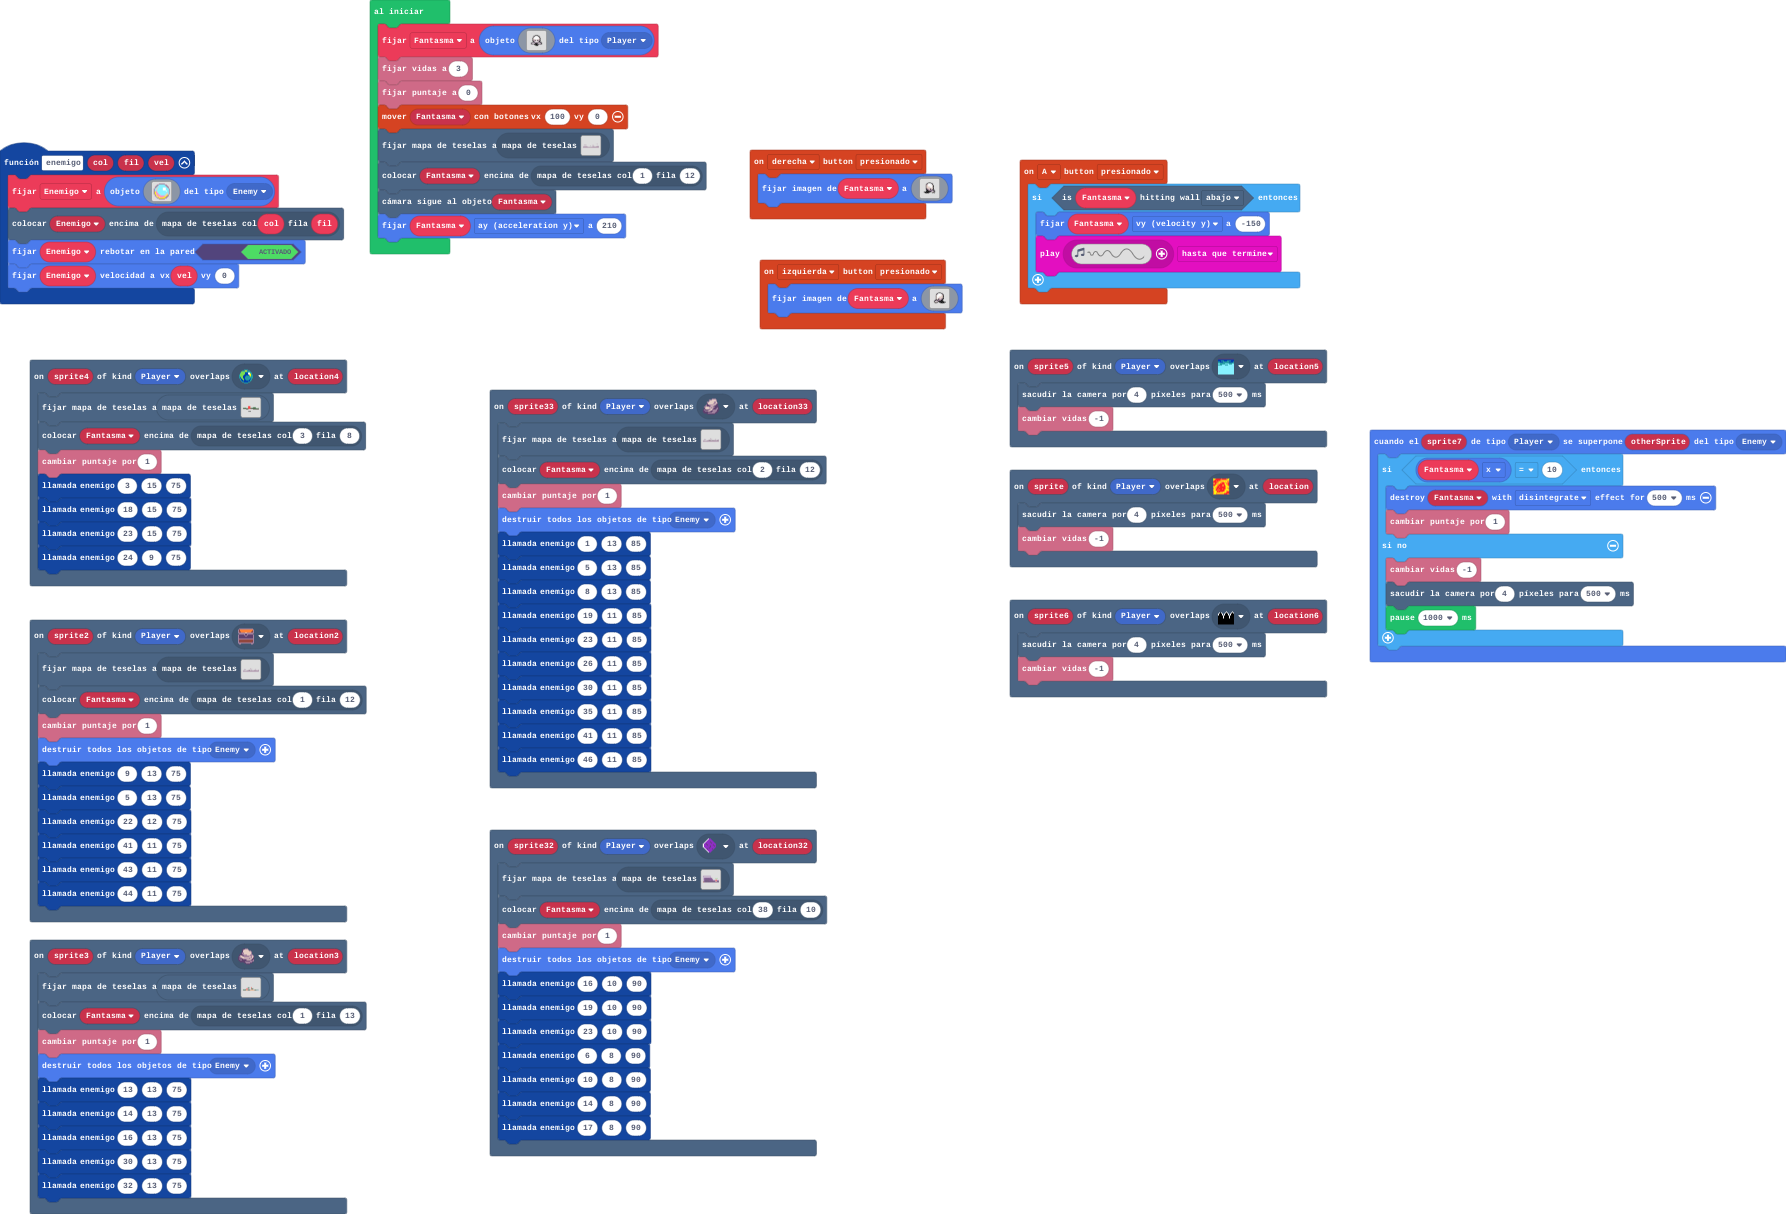 al iniciar
fijar Fantasma a objeto del tipo Player
fijar vidas a 3
fijar puntaje a 0
mover Fantasma con botones vx 100 vy 0
fijar mapa de teselas a mapa de teselas
colocar Fantasma encima de mapa de teselas col 1 fila 12
cámara sigue al objeto Fantasma
fijar Fantasma ay (acceleration y) a 210
función enemigo col fil vel
fijar Enemigo a objeto del tipo Enemy
colocar Enemigo encima de mapa de teselas col col fila fil
fijar Enemigo rebotar en la pared ACTIVADO
fijar Enemigo velocidad a vx vel vy 0
on derecha button presionado
fijar imagen de Fantasma a
on izquierda button presionado
fijar imagen de Fantasma a
on A button presionado
si is Fantasma hitting wall abajo entonces
fijar Fantasma vy (velocity y) a -150
play hasta que termine
on sprite4 of kind Player overlaps at location4
fijar mapa de teselas a mapa de teselas
colocar Fantasma encima de mapa de teselas col 3 fila 8
cambiar puntaje por 1
llamada enemigo 3 15 75
llamada enemigo 18 15 75
llamada enemigo 23 15 75
llamada enemigo 24 9 75
on sprite2 of kind Player overlaps at location2
fijar mapa de teselas a mapa de teselas
colocar Fantasma encima de mapa de teselas col 1 fila 12
cambiar puntaje por 1
destruir todos los objetos de tipo Enemy
llamada enemigo 9 13 75
llamada enemigo 5 13 75
llamada enemigo 22 12 75
llamada enemigo 41 11 75
llamada enemigo 43 11 75
llamada enemigo 44 11 75
on sprite3 of kind Player overlaps at location3
fijar mapa de teselas a mapa de teselas
colocar Fantasma encima de mapa de teselas col 1 fila 13
cambiar puntaje por 1
destruir todos los objetos de tipo Enemy
llamada enemigo 13 13 75
llamada enemigo 14 13 75
llamada enemigo 16 13 75
llamada enemigo 30 13 75
llamada enemigo 32 13 75
on sprite33 of kind Player overlaps at location33
fijar mapa de teselas a mapa de teselas
colocar Fantasma encima de mapa de teselas col 2 fila 12
cambiar puntaje por 1
destruir todos los objetos de tipo Enemy
llamada enemigo 1 13 85
llamada enemigo 5 13 85
llamada enemigo 8 13 85
llamada enemigo 19 11 85
llamada enemigo 23 11 85
llamada enemigo 26 11 85
llamada enemigo 30 11 85
llamada enemigo 35 11 85
llamada enemigo 41 11 85
llamada enemigo 46 11 85
on sprite32 of kind Player overlaps at location32
fijar mapa de teselas a mapa de teselas
colocar Fantasma encima de mapa de teselas col 38 fila 10
cambiar puntaje por 1
destruir todos los objetos de tipo Enemy
llamada enemigo 16 10 90
llamada enemigo 19 10 90
llamada enemigo 23 10 90
llamada enemigo 6 8 90
llamada enemigo 10 8 90
llamada enemigo 14 8 90
llamada enemigo 17 8 90
on sprite5 of kind Player overlaps at location5
sacudir la camera por 4 píxeles para 500 ms
cambiar vidas -1
on sprite of kind Player overlaps at location
sacudir la camera por 4 píxeles para 500 ms
cambiar vidas -1
on sprite6 of kind Player overlaps at location6
sacudir la camera por 4 píxeles para 500 ms
cambiar vidas -1
cuando el sprite7 de tipo Player se superpone otherSprite del tipo Enemy
si Fantasma x = 10 entonces
destroy Fantasma with disintegrate effect for 500 ms
cambiar puntaje por 1
si no
cambiar vidas -1
sacudir la camera por 4 píxeles para 500 ms
pause 1000 ms